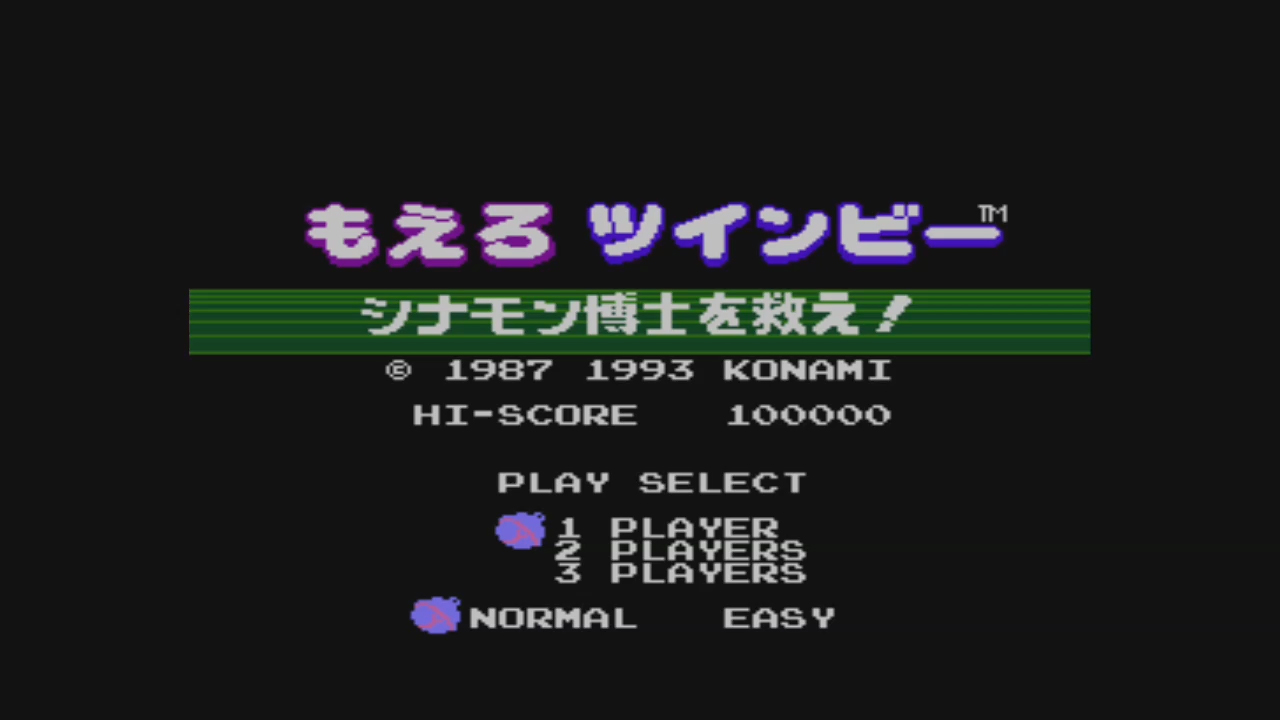 もえろ ツインビー™
シナモン博士を救え!
© 1987 1993 KONAMI
HI-SCORE 100000
PLAY SELECT
1 PLAYER
2 PLAYERS
3 PLAYERS
NORMAL EASY